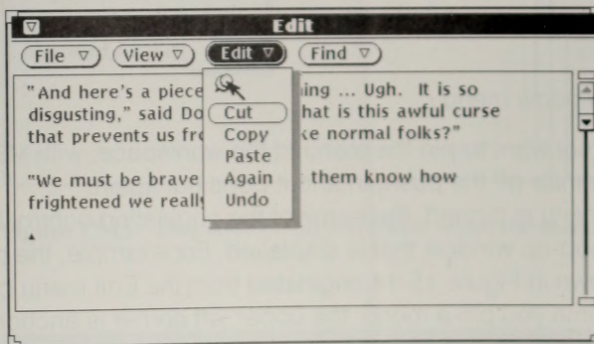 Edit
File View Edit Find
"And here's a piece ing ... Ugh. It is so
disgusting," said Do hat is this awful curse
that prevents us fro ke normal folks?"
"We must be brave them know how
frightened we really
Cut
Copy
Paste
Again
Undo